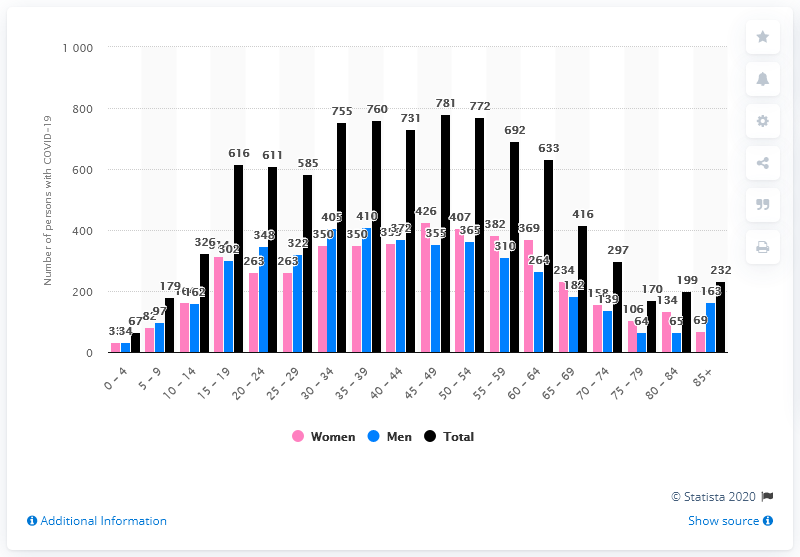 1 000
800
600
400
200
0
Number of persons with COVID-19
34 67
82 97 179
162 326
302 616
263 348 611
263 322 585
350 405 755
350 410 760
372 731
426 355 781
407 365 772
382 310 692
369 264 633
234 182 416
158 139 297
106 64 170
134 65 199
69 163 232
0 – 4
5 – 9
10 – 14
15 – 19
20 – 24
25 – 29
30 – 34
35 – 39
40 – 44
45 – 49
50 – 54
55 – 59
60 – 64
65 – 69
70 – 74
75 – 79
80 – 84
85+
Women Men Total
© Statista 2020
Additional Information
Show source